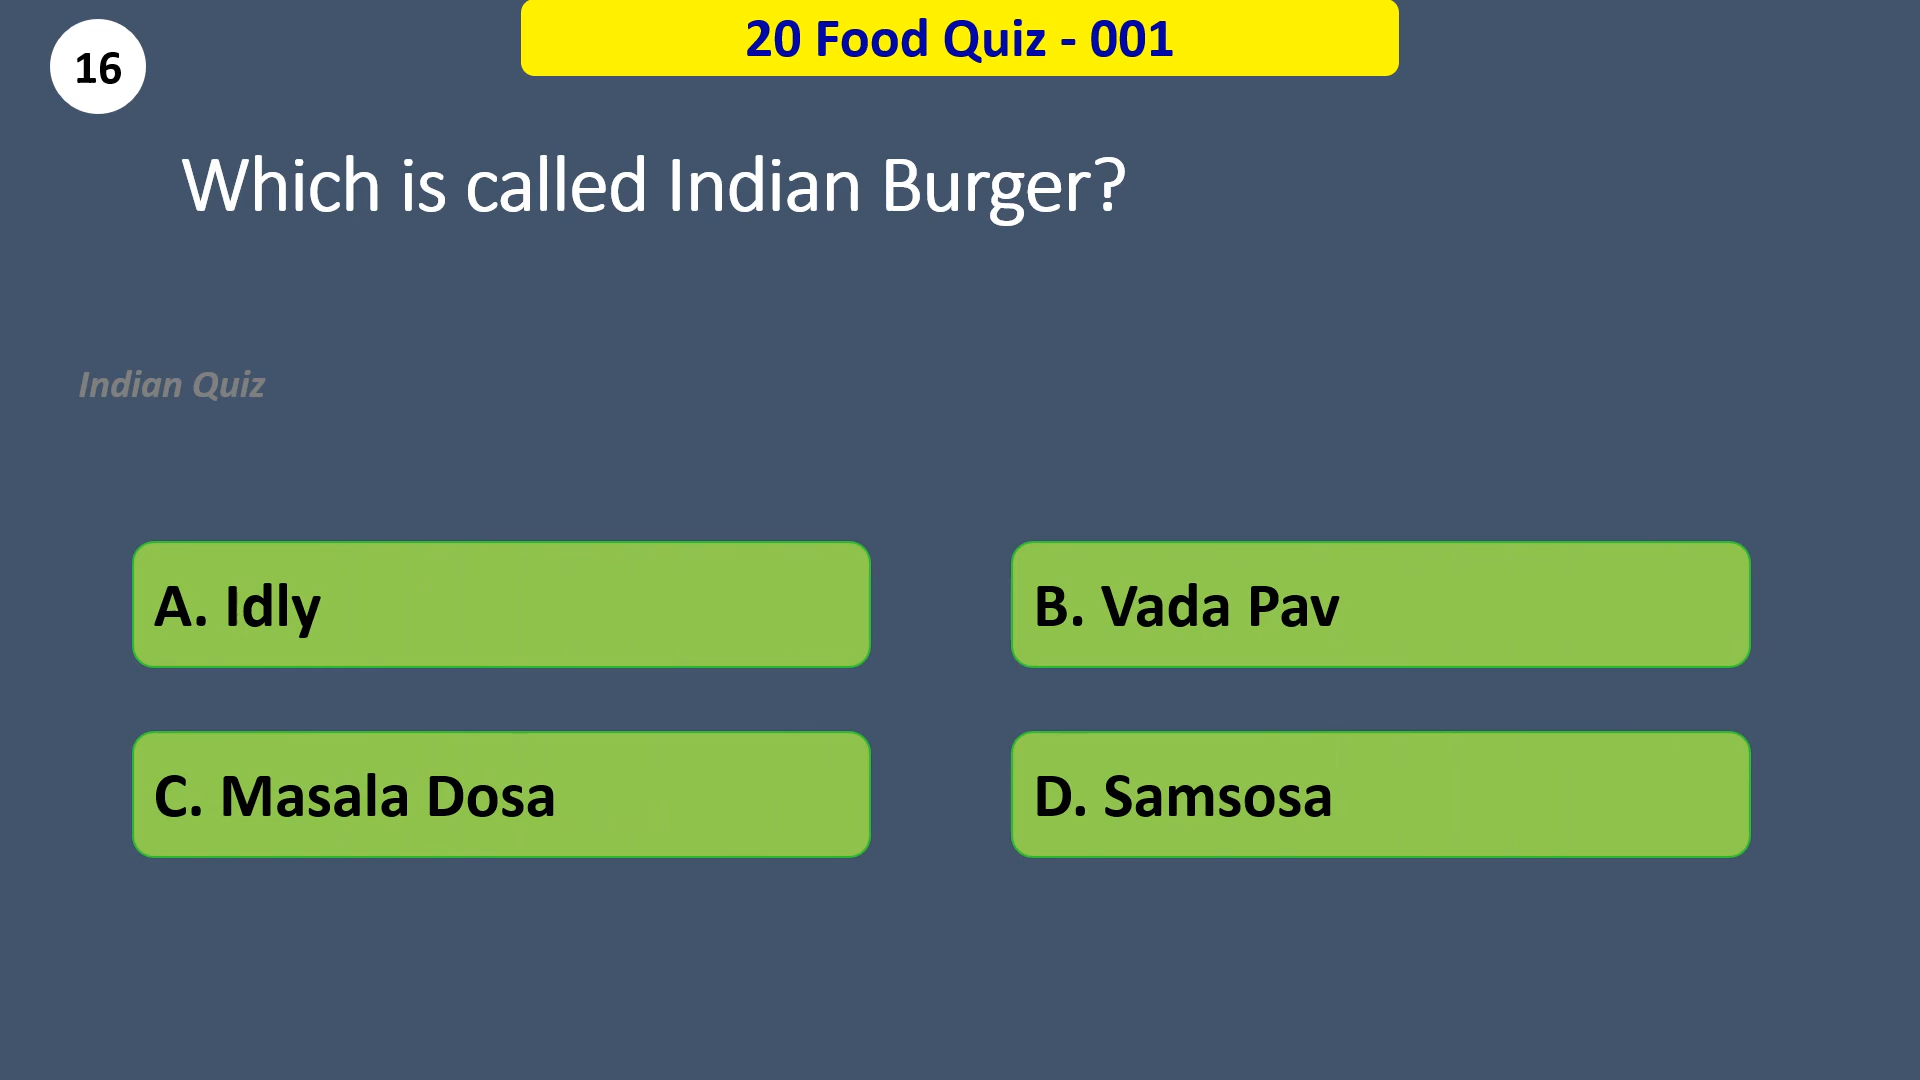 16
20 Food Quiz - 001
Which is called Indian Burger?
Indian Quiz
A. Idly
B. Vada Pav
C. Masala Dosa
D. Samsosa